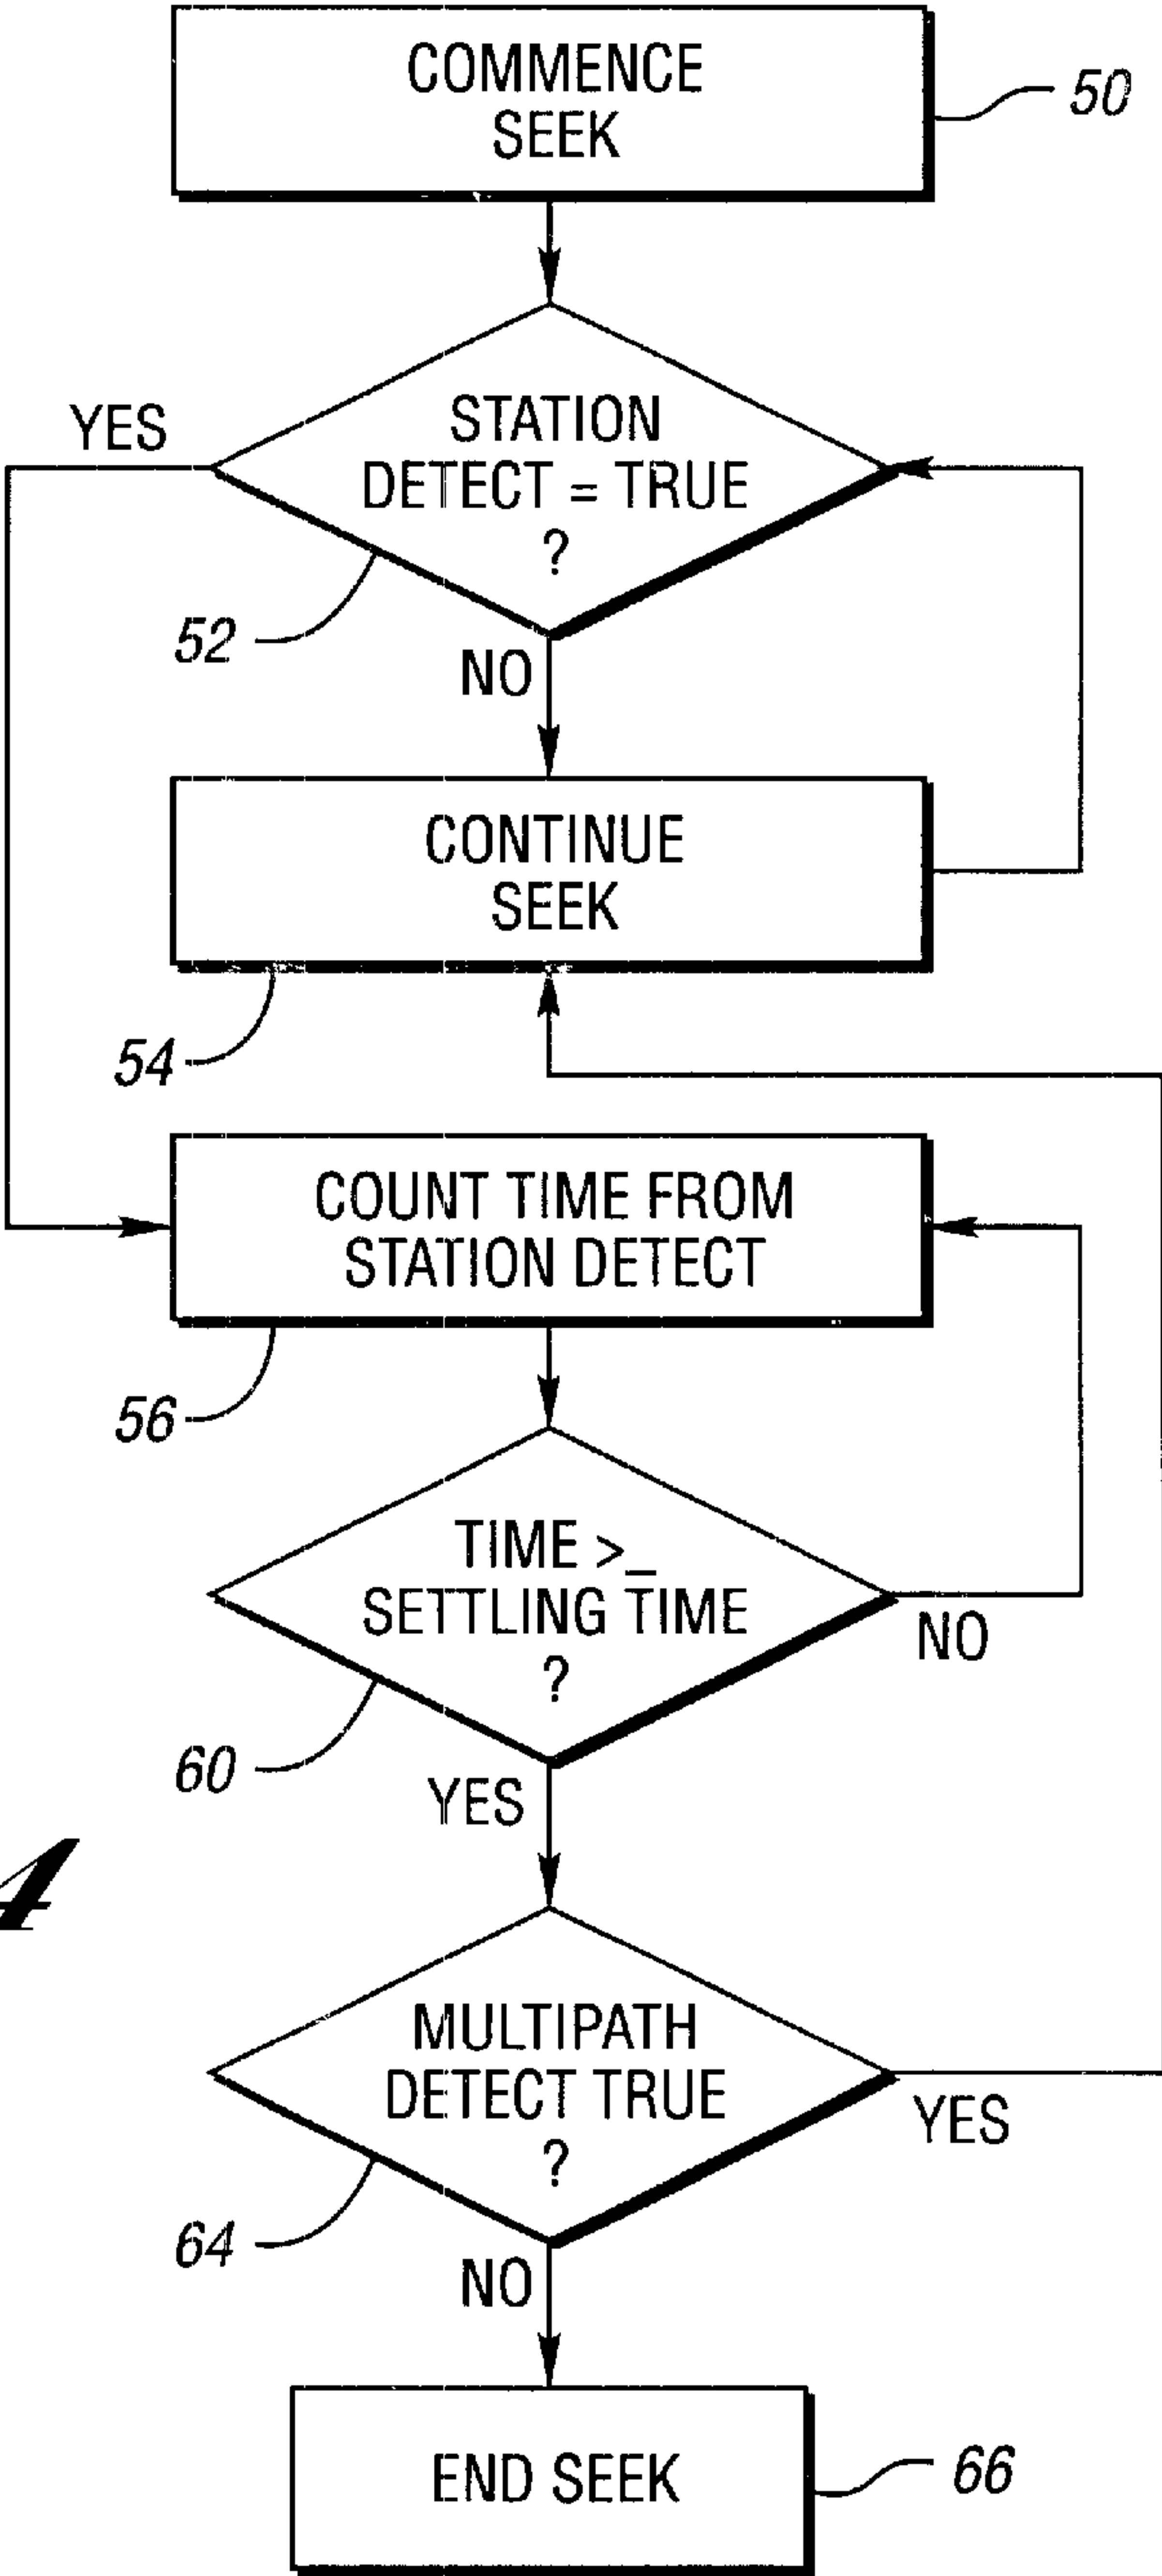 COMMENCE
SEEK
50
YES
STATION
DETECT = TRUE
?
52
NO
CONTINUE
SEEK
54
COUNT TIME FROM
STATION DETECT
56
TIME >_
SETTLING TIME
?
NO
60
YES
4
MULTIPATH
DETECT TRUE
?
YES
64
NO
END SEEK
66